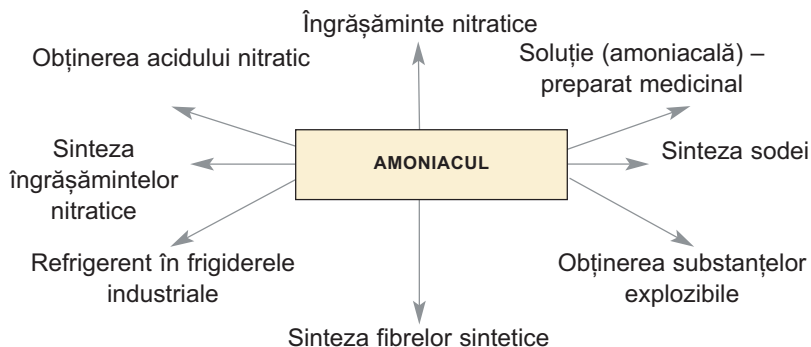 Îngrășăminte nitratice
Obținerea acidului nitratic
Soluție (amoniacală) –
preparat medicinal
AMONIACUL
Sinteza
îngrășămintelor
nitratice
Sinteza sodei
Refrigerent în frigiderele
industriale
Obținerea substanțelor
explozibile
Sinteza fibrelor sintetice